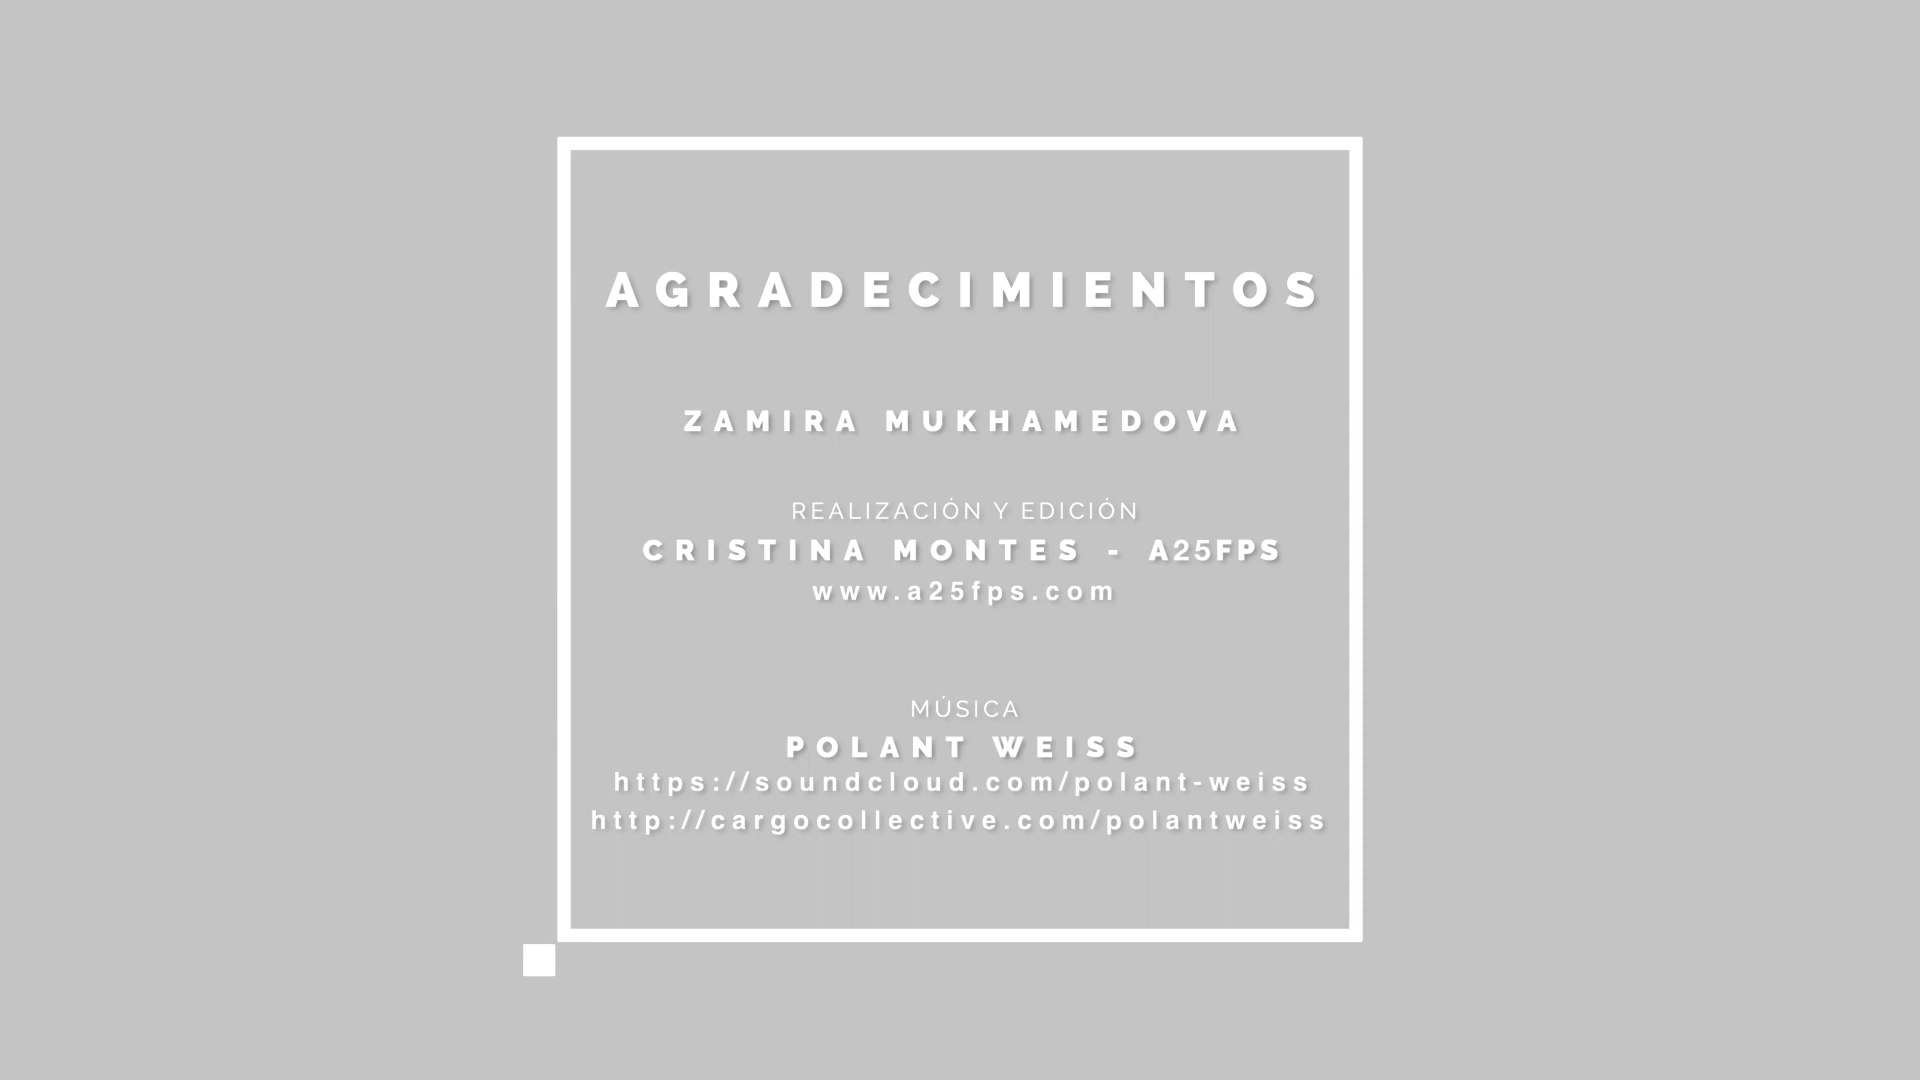 AGRADECIMIENTOS
ZAMIRA MUKHAMEDOVA
REALIZACIÓN Y EDICIÓN
CRISTINA MONTES - A25FPS
www.a25fps.com
MÚSICA
POLANT WEISS
https://soundcloud.com/polant-weiss
http://cargocollective.com/polantweiss